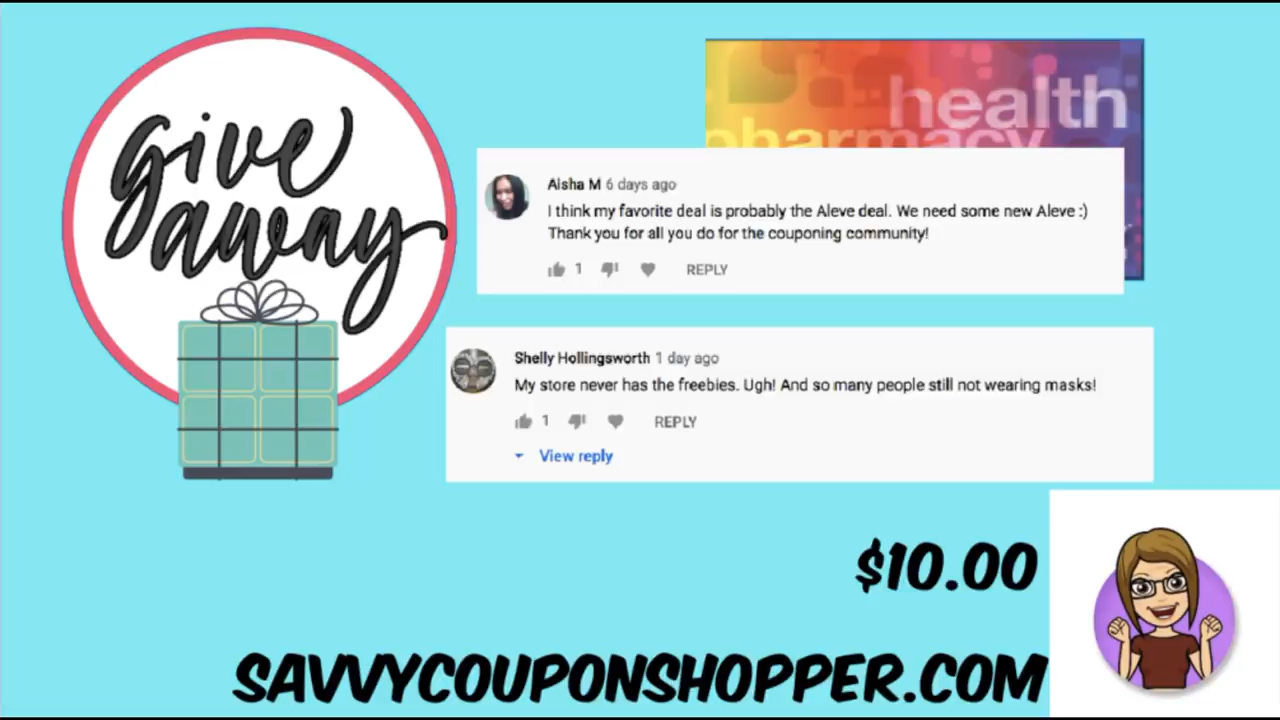 give
away
health
pharmacy
Aisha M 6 days ago
I think my favorite deal is probably the Aleve deal. We need some new Aleve :)
Thank you for all you do for the couponing community!
1 REPLY
Shelly Hollingsworth 1 day ago
My store never has the freebies. Ugh! And so many people still not wearing masks!
1 REPLY
View reply
$10.00
SAVVYCOUPONSHOPPER.COM